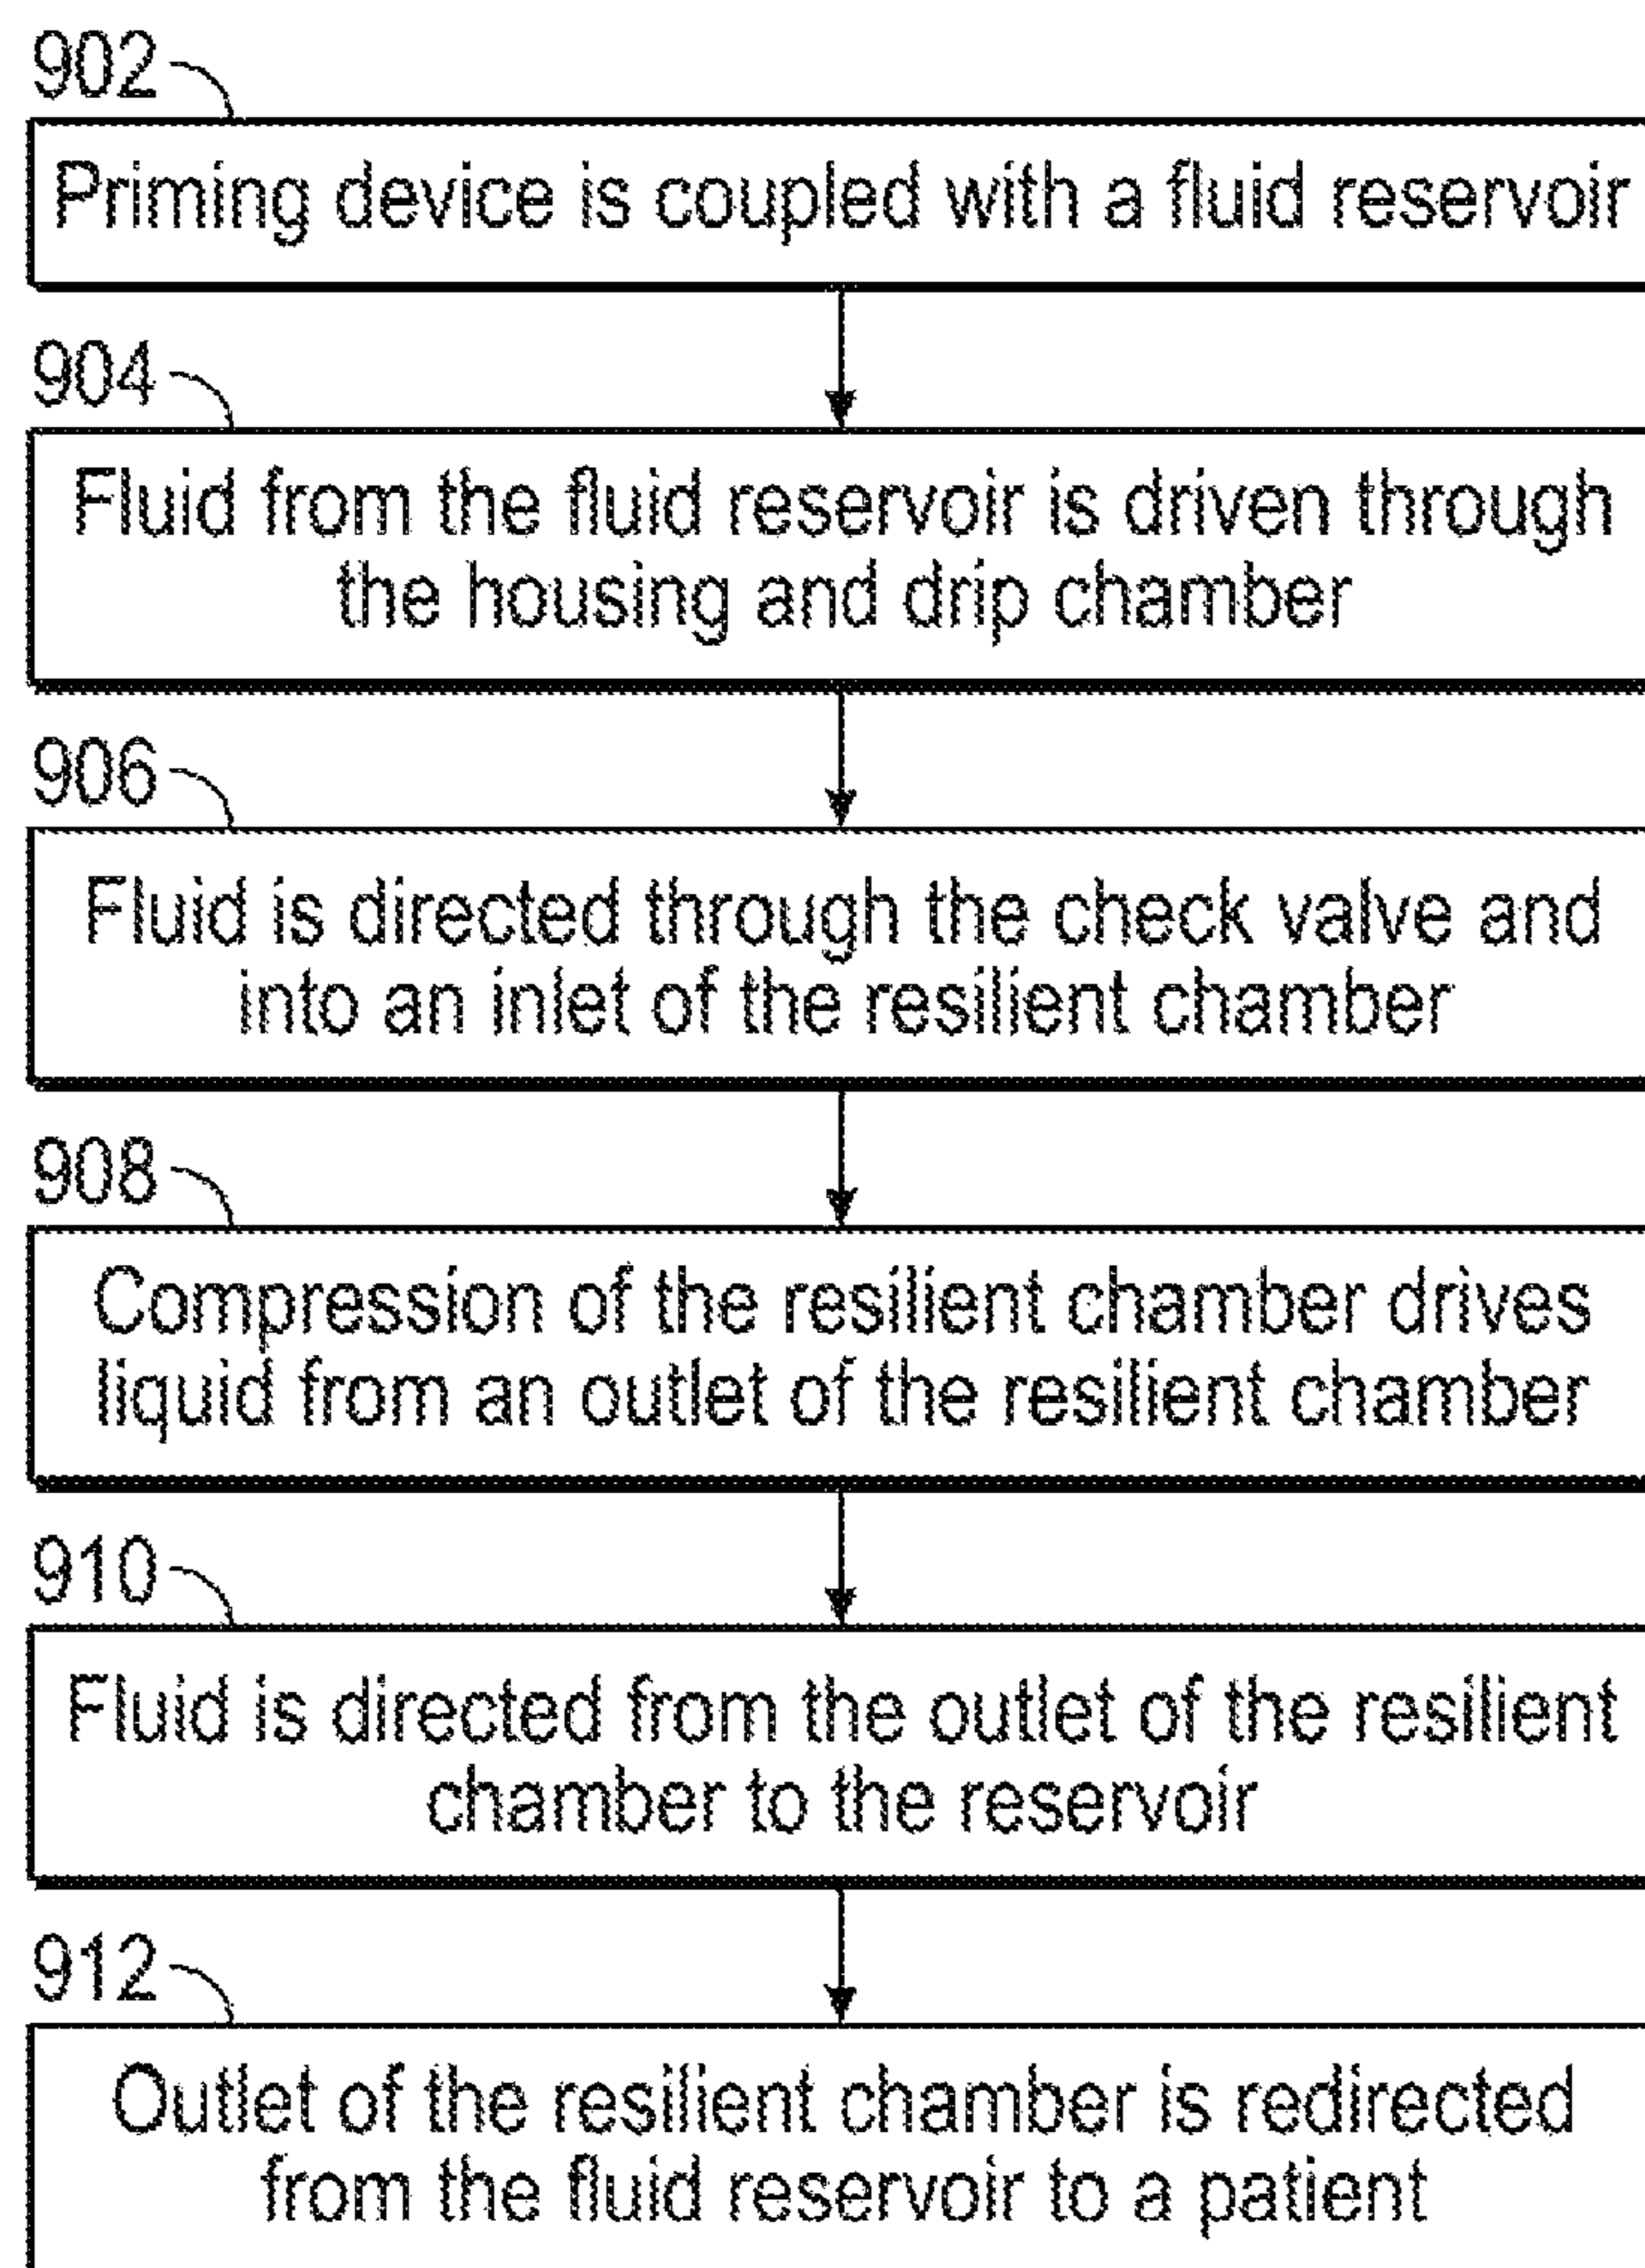 902
Priming device is coupled with a fluid reservoir
904
Fluid from the fluid reservoir is driven through
the housing and drip chamber
906
Fluid is directed through the check valve and
into an inlet of the resilient chamber
908
Compression of the resilient chamber drives
liquid from an outlet of the resilient chamber
910
Fluid is directed from the outlet of the resilient
chamber to the reservoir
912
Outlet of the resilient chamber is redirected
from the fluid reservoir to a patient